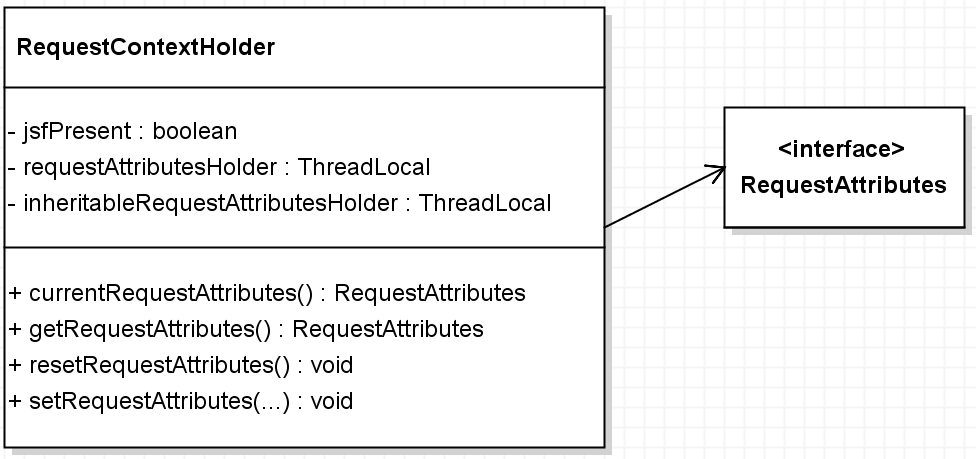 RequestContextHolder
- jsfPresent : boolean
- requestAttributesHolder : ThreadLocal
- inheritableRequestAttributesHolder : ThreadLocal
+ currentRequestAttributes() : RequestAttributes
+ getRequestAttributes() : RequestAttributes
+ resetRequestAttributes() : void
+ setRequestAttributes(...) : void
<interface>
RequestAttributes